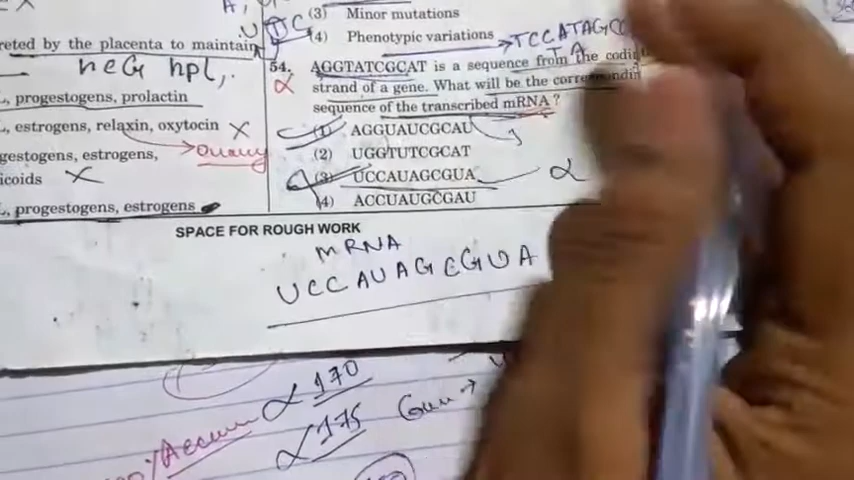 (3) Minor mutations
(4) Phenotypic variations
TCCATAGC
reted by the placenta to maintain
hCG hpl,
progestogens, prolactin
estrogens, relaxin, oxytocin
Ovary
gestogens, estrogens,
icoids
progestogens, estrogens
54. AGGTATCGCAT is a sequence from the
strand of a gene. What will be the
sequence of the transcribed mRNA?
(1) AGGUAUCGCAU
(2) UGGTUTCGCAT
(3) UCCAUAGCGUA
(4) ACCUAUGCGAU
SPACE FOR ROUGH WORK
mRNA
UCCAUAGCGUA
α 170
α 175